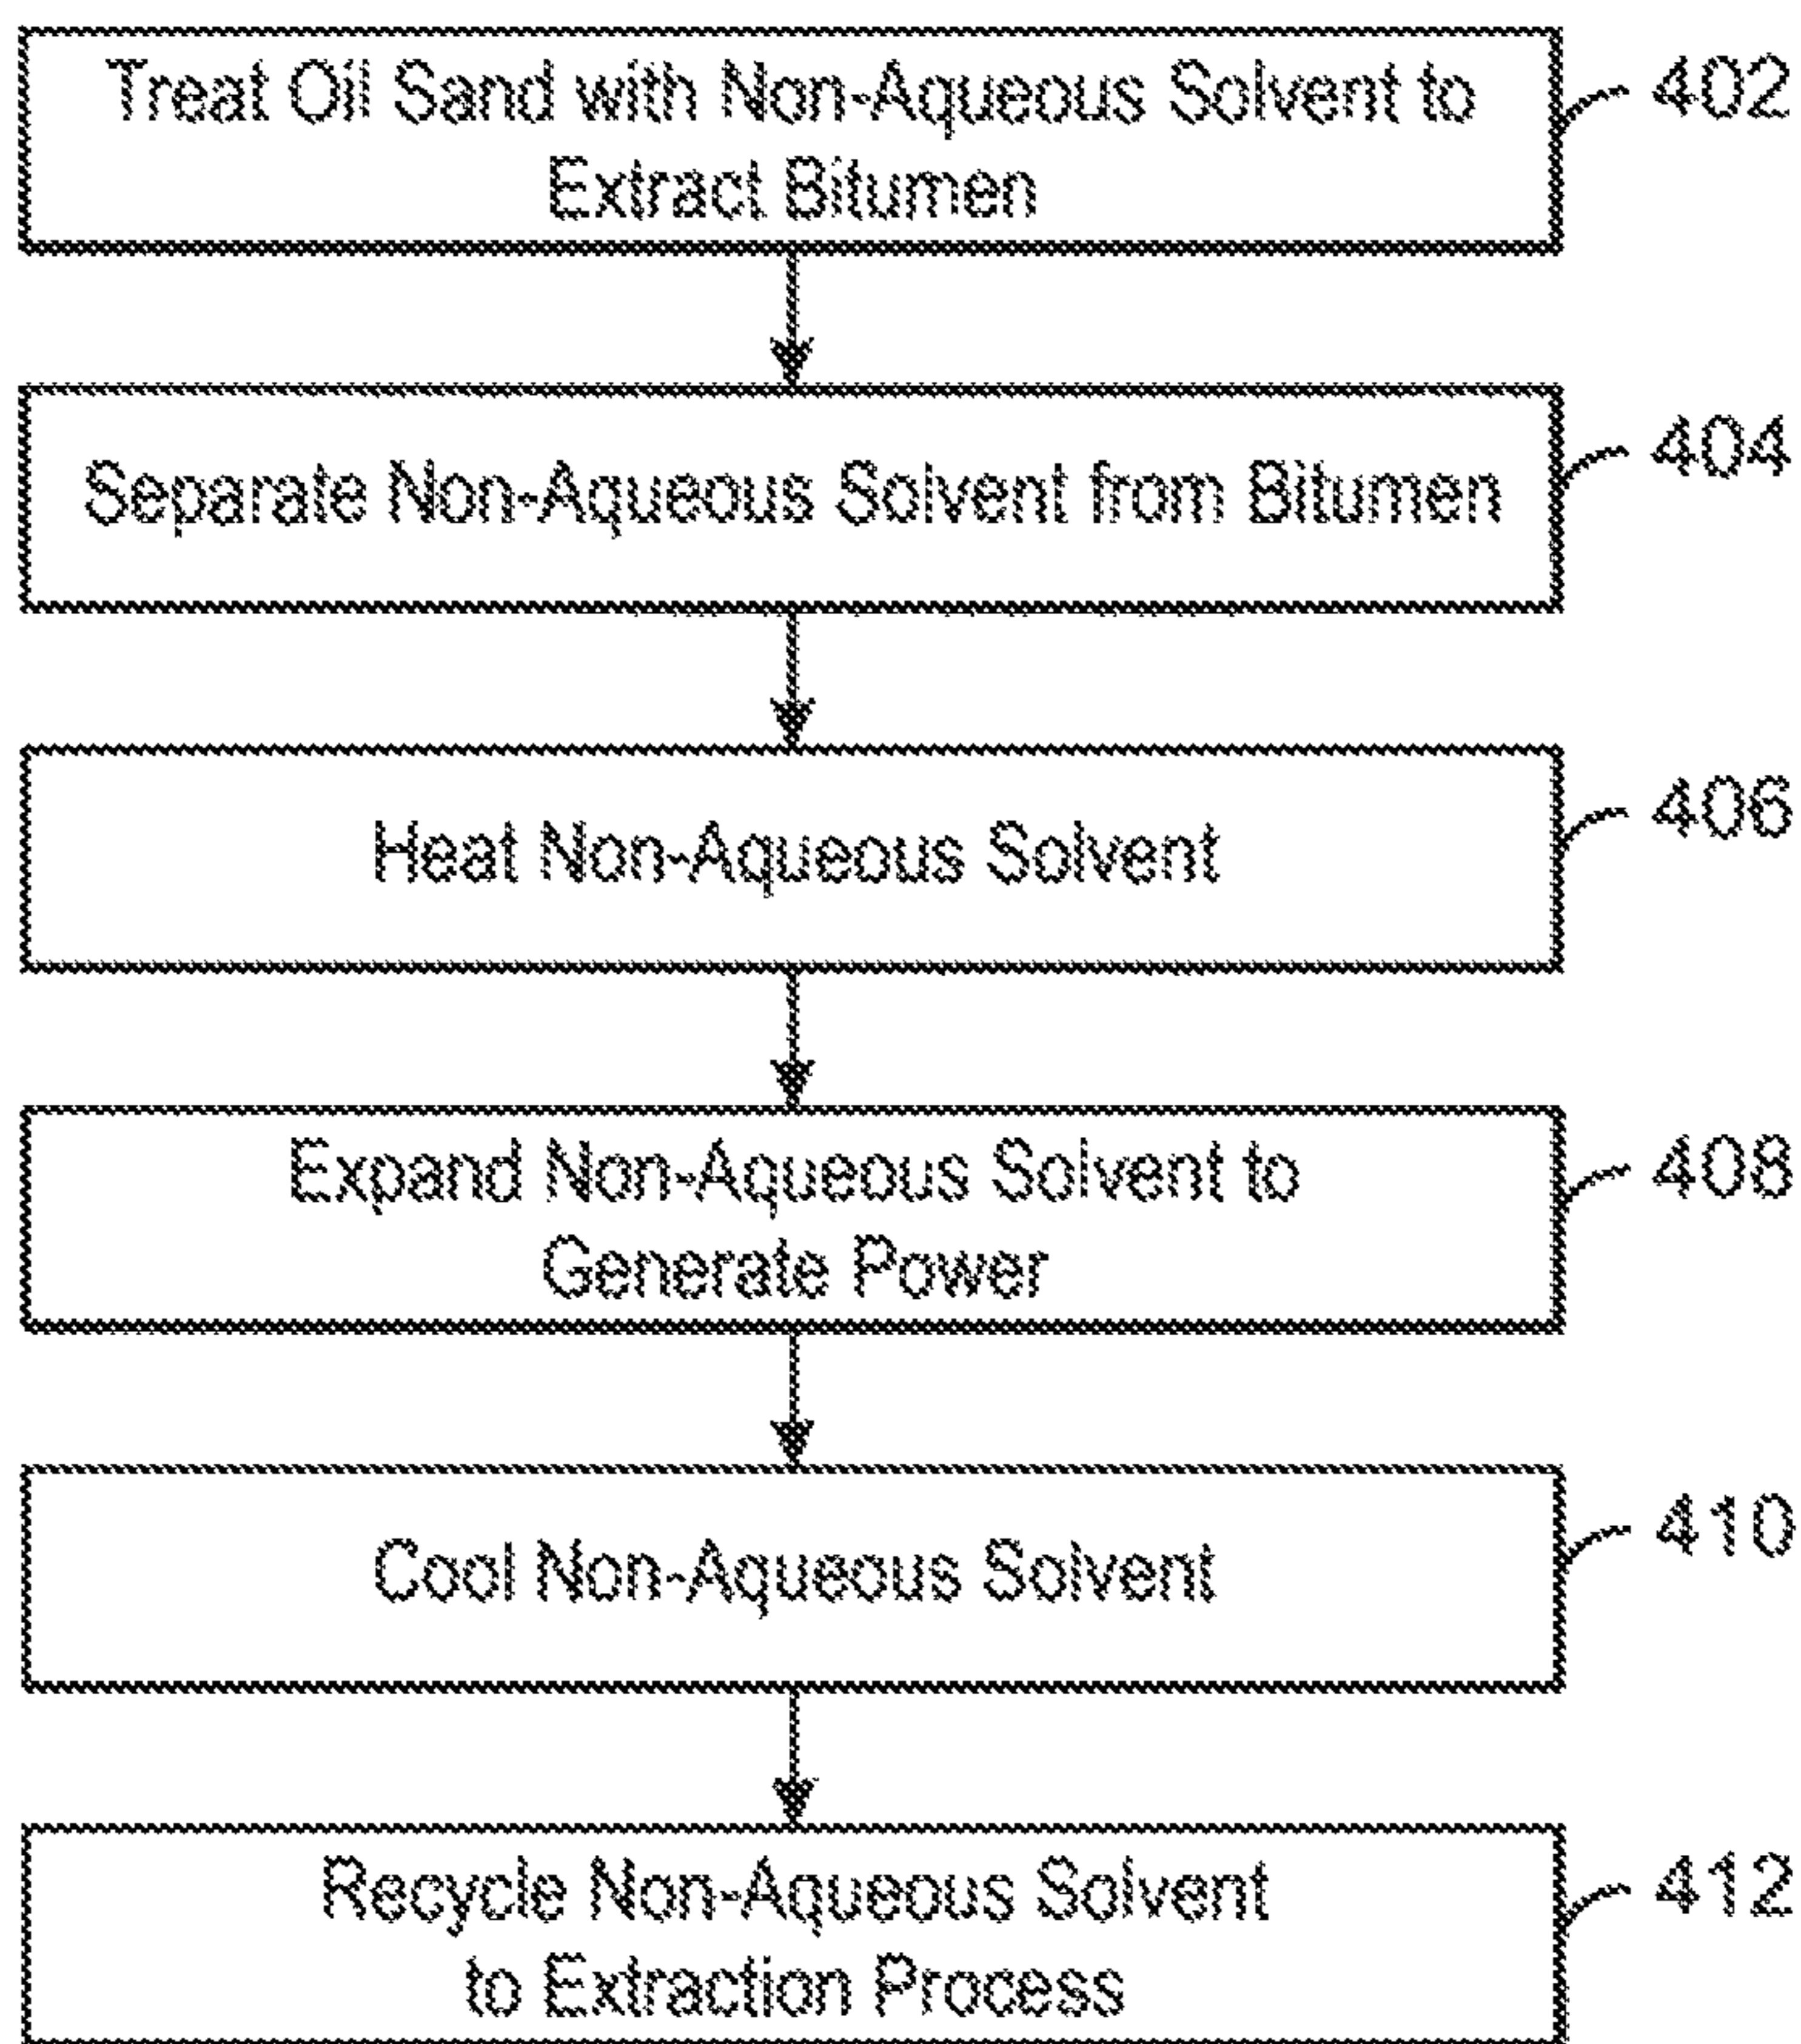 Treat Oil Sand with Non-Aqueous Solvent to
Extract Bitumen
402
Separate Non-Aqueous Solvent from Bitumen
404
Heat Non-Aqueous Solvent
406
Expand Non-Aqueous Solvent to
Generate Power
408
Cool Non-Aqueous Solvent
410
Recycle Non-Aqueous Solvent
to Extraction Process
412